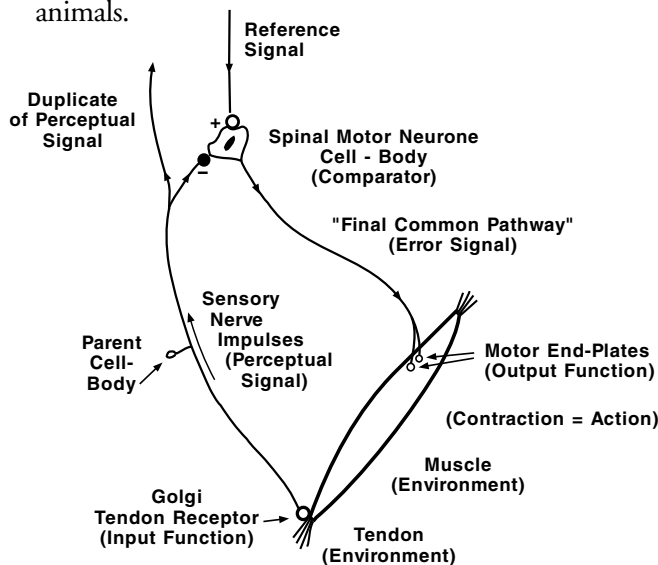 animals.
Reference
Signal
Duplicate
of Perceptual
Signal
+
−
Spinal Motor Neurone
Cell - Body
(Comparator)
"Final Common Pathway"
(Error Signal)
Sensory
Nerve
Impulses
(Perceptual
Signal)
Parent
Cell-
Body
Motor End-Plates
(Output Function)
(Contraction = Action)
Muscle
(Environment)
Golgi
Tendon Receptor
(Input Function)
Tendon
(Environment)